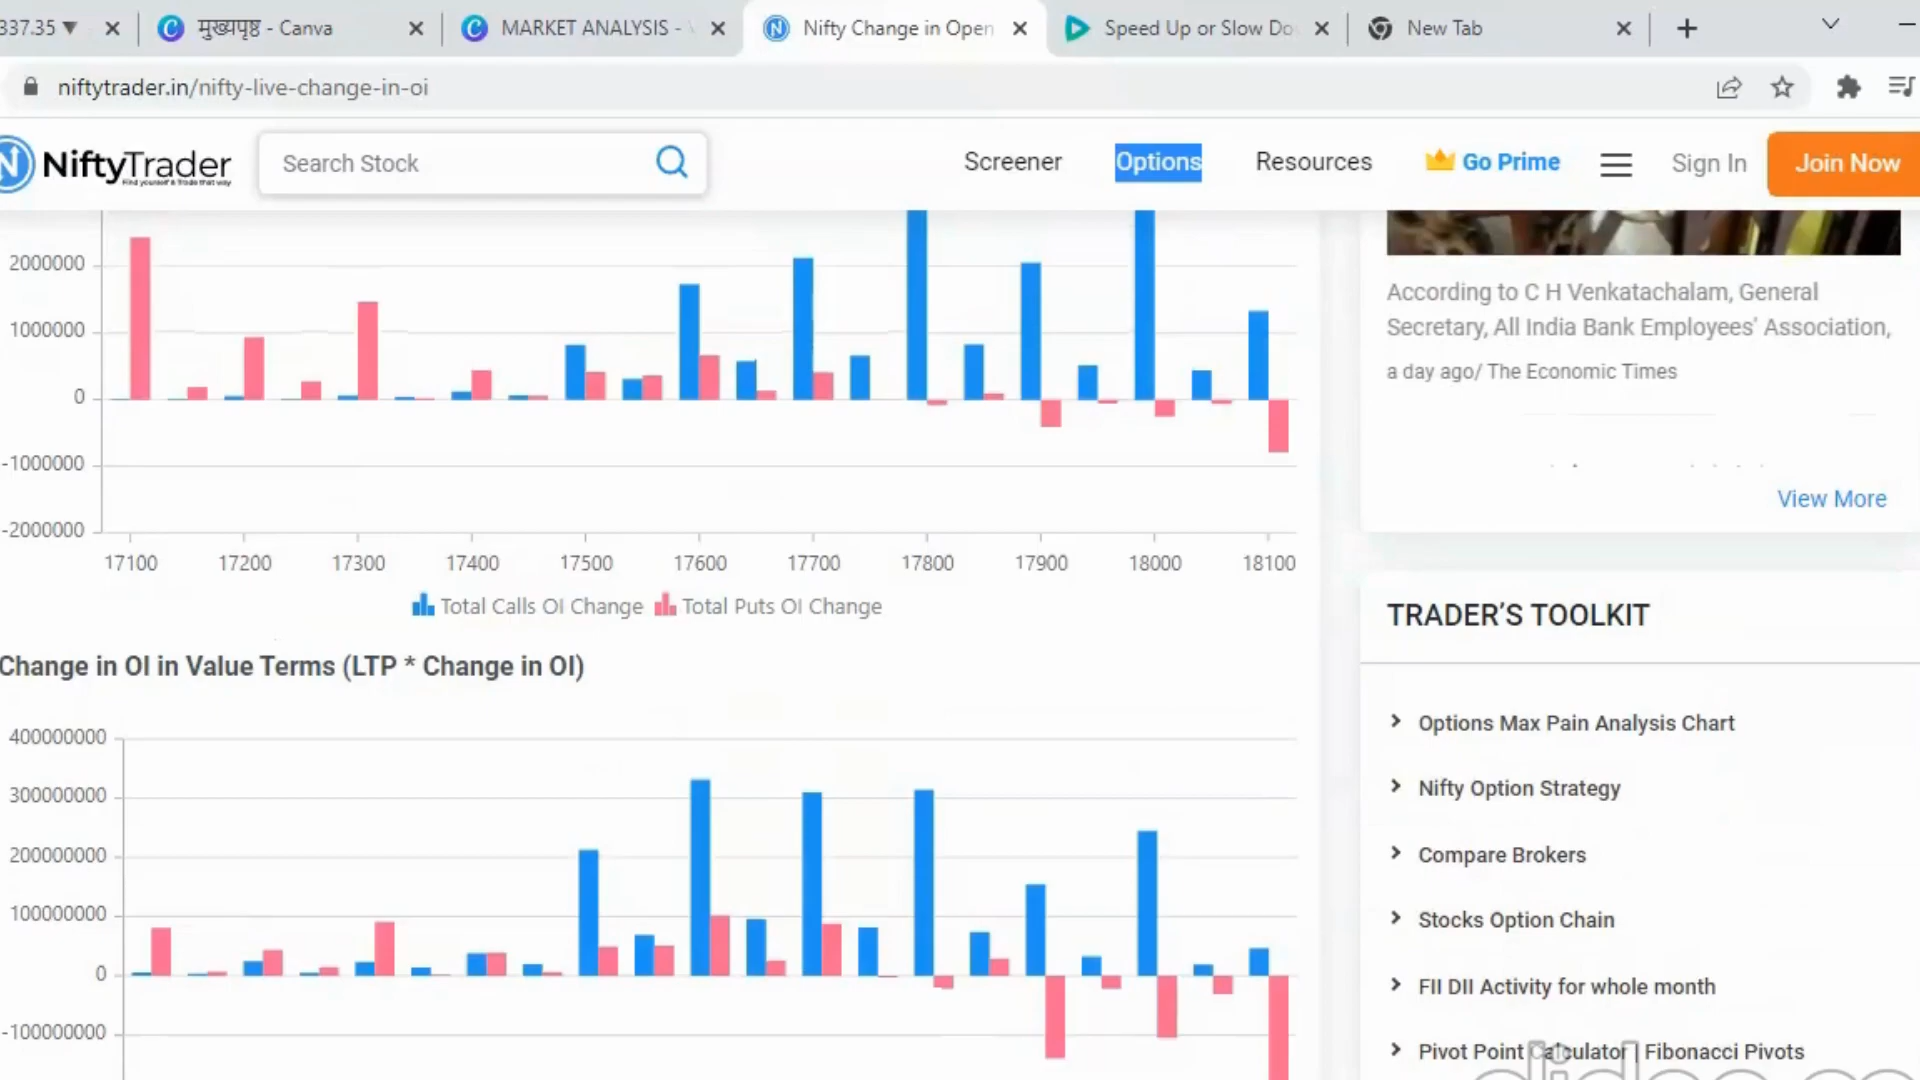 337.35
मुख्यपृष्ठ - Canva
MARKET ANALYSIS -
Nifty Change in Open
Speed Up or Slow Do
New Tab
niftytrader.in/nifty-live-change-in-oi
NiftyTrader
Find yourself & Trade that way
Search Stock
Screener
Options
Resources
Go Prime
Sign In
Join Now
2000000
1000000
0
-1000000
-2000000
17100 17200 17300 17400 17500 17600 17700 17800 17900 18000 18100
Total Calls OI Change Total Puts OI Change
According to C H Venkatachalam, General
Secretary, All India Bank Employees' Association,
a day ago/ The Economic Times
View More
Change in OI in Value Terms (LTP * Change in OI)
400000000
300000000
200000000
100000000
0
-100000000
TRADER'S TOOLKIT
Options Max Pain Analysis Chart
Nifty Option Strategy
Compare Brokers
Stocks Option Chain
FII DII Activity for whole month
Pivot Point Calculator | Fibonacci Pivots